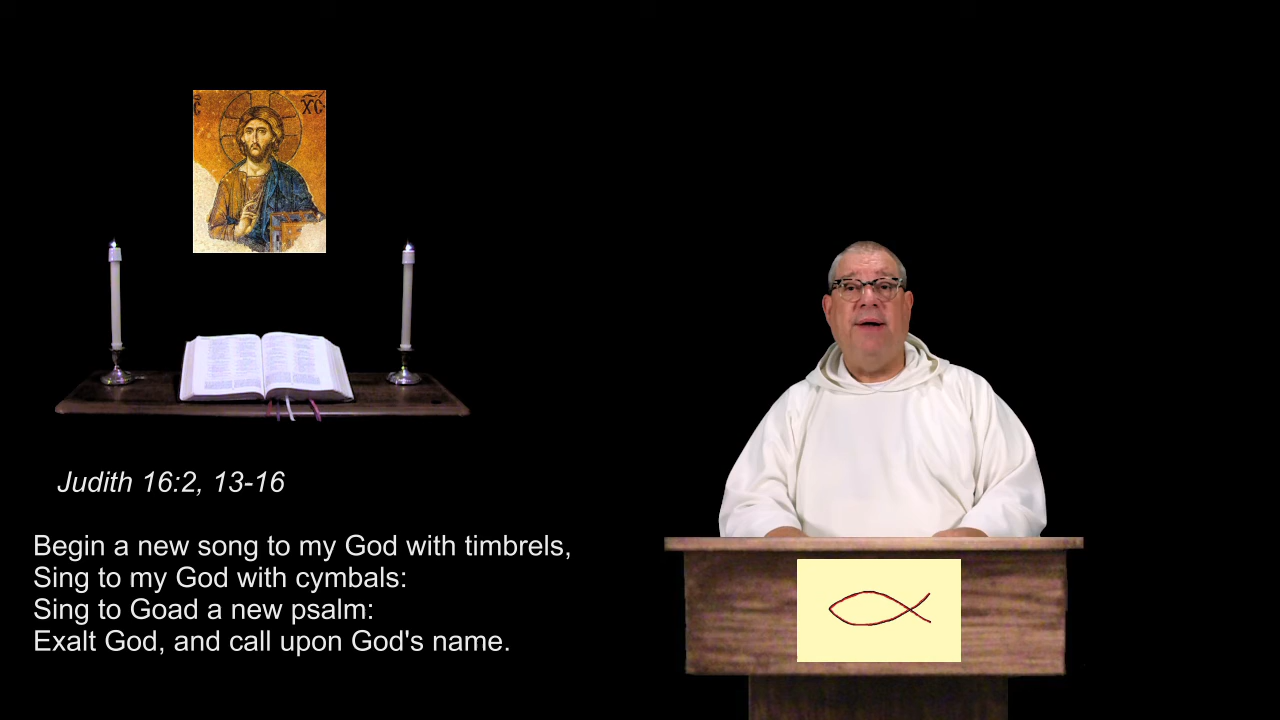 XC
Judith 16:2, 13-16
Begin a new song to my God with timbrels,
Sing to my God with cymbals:
Sing to Goad a new psalm:
Exalt God, and call upon God's name.